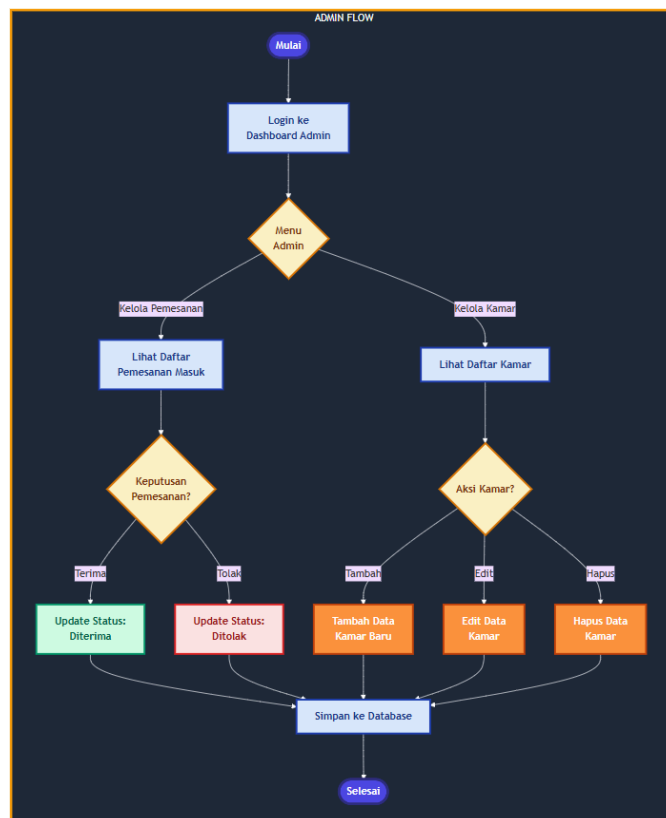 ADMIN FLOW
Mulai
Login ke
Dashboard Admin
Menu
Admin
Kelola Pemesanan
Kelola Kamar
Lihat Daftar
Pemesanan Masuk
Lihat Daftar Kamar
Keputusan
Pemesanan?
Aksi Kamar?
Terima
Tolak
Tambah
Edit
Hapus
Update Status:
Diterima
Update Status:
Ditolak
Tambah Data
Kamar Baru
Edit Data
Kamar
Hapus Data
Kamar
Simpan ke Database
Selesai